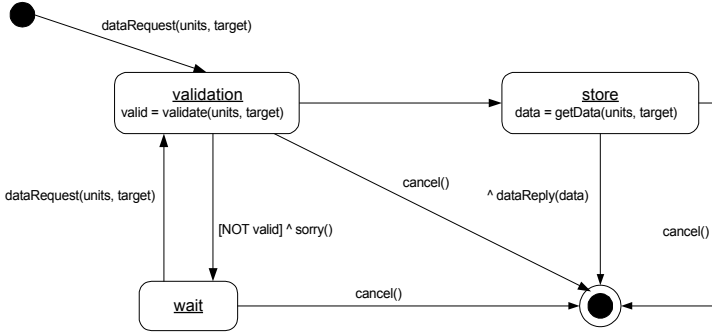 dataRequest(units, target)
validation
valid = validate(units, target)
store
data = getData(units, target)
dataRequest(units, target)
cancel()
^ dataReply(data)
[NOT valid] ^ sorry()
cancel()
wait
cancel()